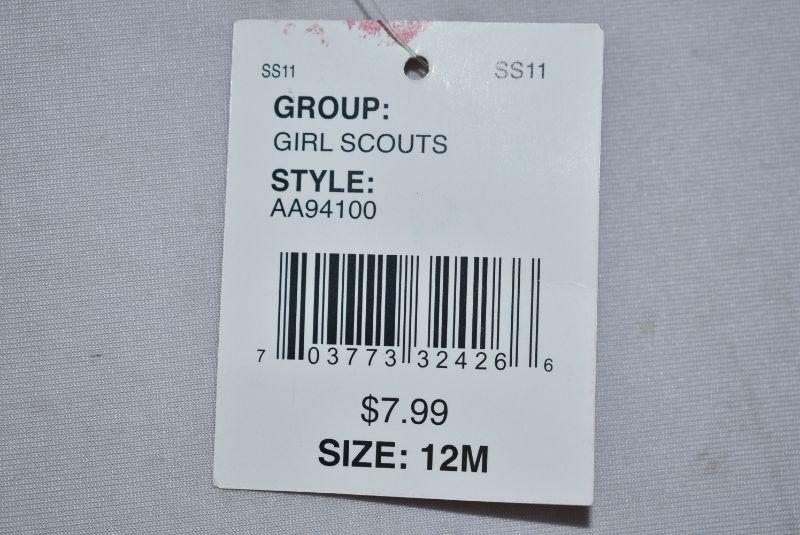 SS11 SS11
GROUP:
GIRL SCOUTS
STYLE:
AA94100
7 03773 32426 6
$7.99
SIZE: 12M